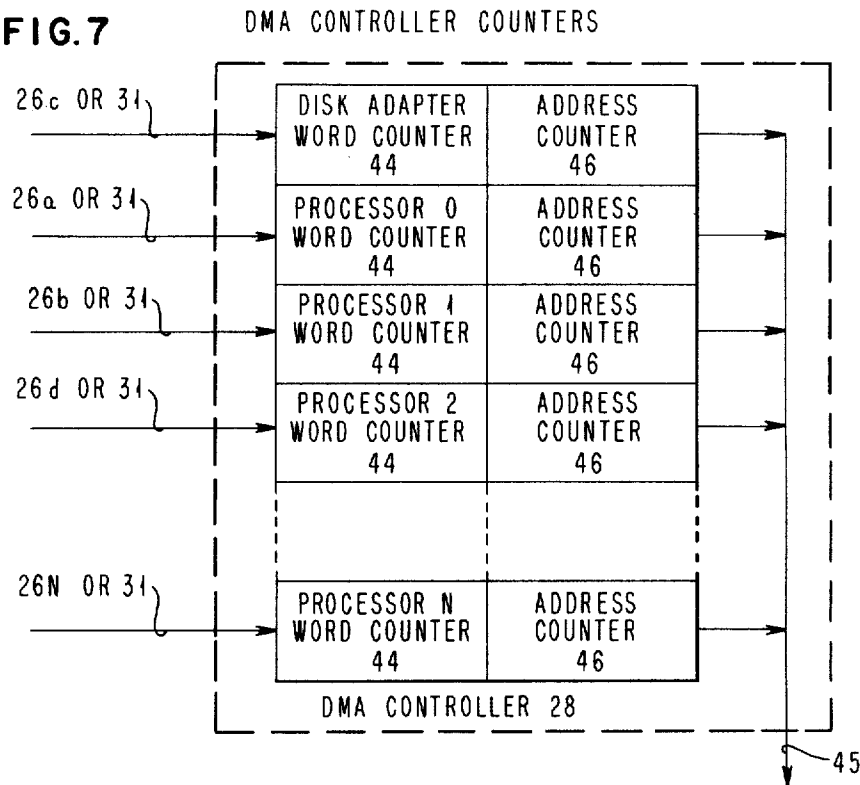 FIG.7
DMA CONTROLLER COUNTERS
26c OR 31
DISK ADAPTER
WORD COUNTER
44
ADDRESS
COUNTER
46
26a OR 31
PROCESSOR 0
WORD COUNTER
44
ADDRESS
COUNTER
46
26b OR 31
PROCESSOR 1
WORD COUNTER
44
ADDRESS
COUNTER
46
26d OR 31
PROCESSOR 2
WORD COUNTER
44
ADDRESS
COUNTER
46
26N OR 31
PROCESSOR N
WORD COUNTER
44
ADDRESS
COUNTER
46
DMA CONTROLLER 28
45